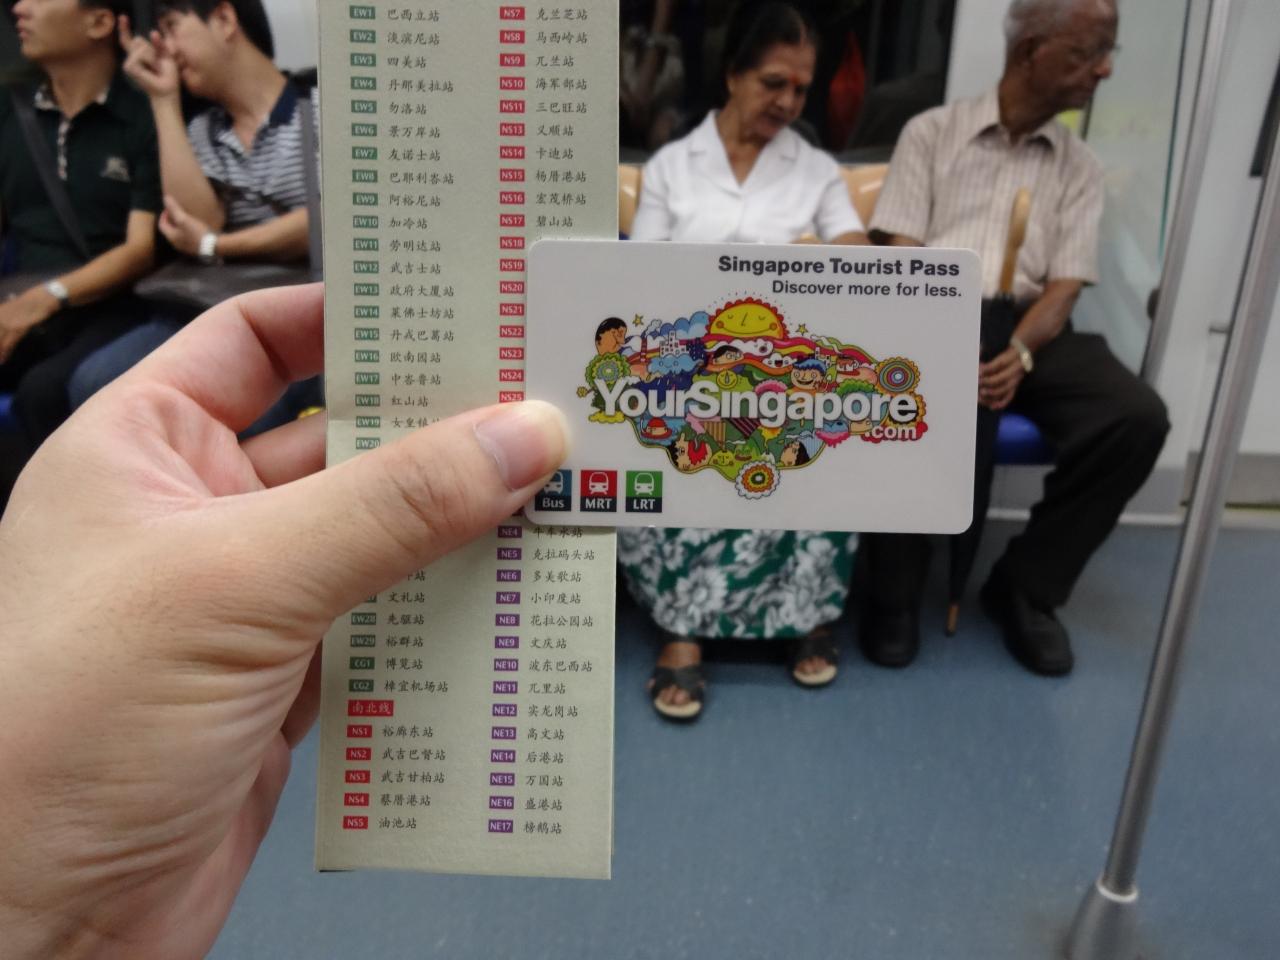 EW1 巴西立站
EW2 淡滨尼站
EW3 四美站
EW4 丹那美拉站
EW5 勿洛站
EW6 景万岸站
EW7 友诺士站
EW8 巴耶利峇站
EW9 阿裕尼站
EW10 加冷站
EW11 劳明达站
EW12 武吉士站
EW13 政府大厦站
EW14 莱佛士坊站
EW15 丹戎巴葛站
EW16 欧南园站
EW17 中峇鲁站
EW18 红山站
EW19 女皇镇站
EW20
文礼站
EW28 先驱站
EW29 裕群站
CG1 博览站
CG2 樟宜机场站
南北线
NS1 裕廊东站
NS2 武吉巴督站
NS3 武吉甘柏站
NS4 蔡厝港站
NS5 油池站
NS7 克兰芝站
NS8 马西岭站
NS9 兀兰站
NS10 海军部站
NS11 三巴旺站
NS13 义顺站
NS14 卡迪站
NS15 杨厝港站
NS16 宏茂桥站
NS17 碧山站
NS18
NS19
NS20
NS21
NS22
NS23
NS24
NS25
NE4 牛车水站
NE5 克拉码头站
NE6 多美歌站
NE7 小印度站
NE8 花拉公园站
NE9 文庆站
NE10 波东巴西站
NE11 兀里站
NE12 实龙岗站
NE13 高文站
NE14 后港站
NE15 万国站
NE16 盛港站
NE17 榜鹅站
Singapore Tourist Pass
Discover more for less.
YourSingapore
.com
Bus MRT LRT